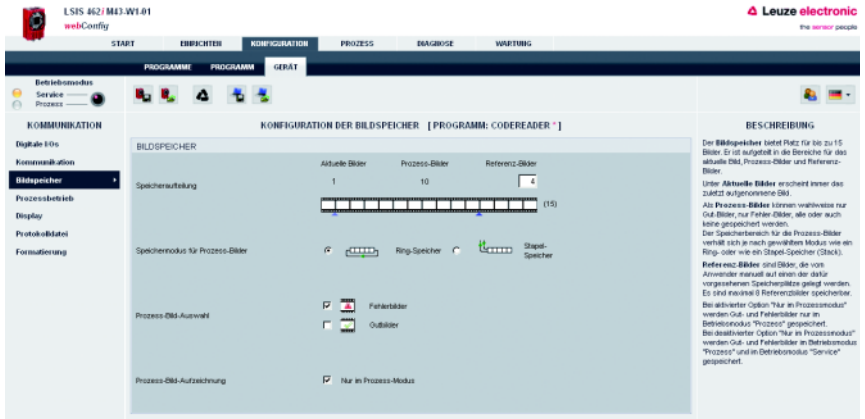 LSIS 462i M43-W1-01
webConfig
Leuze electronic
the sensor people
START EINRICHTEN KONFIGURATION PROZESS DIAGNOSE WARTUNG
PROGRAMME PROGRAMM GERÄT
Betriebsmodus
Service
Prozess
KOMMUNIKATION
Digitale I/Os
Kommunikation
Bildspeicher
Prozessbetrieb
Display
Protokolldatei
Formatierung
KONFIGURATION DER BILDSPEICHER [ PROGRAMM: CODEREADER * ]
BILDSPEICHER
Aktuelle Bilder Prozess-Bilder Referenz-Bilder
Speicheraufteilung 1 10 4
(15)
Speichermodus für Prozess-Bilder Ring-Speicher Stapel-
Speicher
Prozess-Bild-Auswahl Fehlerbilder
Gutbilder
Prozess-Bild-Aufzeichnung Nur im Prozess-Modus
BESCHREIBUNG
Der Bildspeicher bietet Platz für bis zu 15
Bilder. Er ist aufgeteilt in die Bereiche für das
aktuelle Bild, Prozess-Bilder und Referenz-
Bilder.
Unter Aktuelle Bilder erscheint immer das
zuletzt aufgenommene Bild.
Als Prozess-Bilder können wahlweise nur
Gut-Bilder, nur Fehler-Bilder, alle oder auch
keine gespeichert werden.
Der Speicherbereich für die Prozess-Bilder
verhält sich je nach gewähltem Modus wie ein
Ring- oder wie ein Stapel-Speicher (Stack).
Referenz-Bilder sind Bilder, die vom
Anwender manuell auf einen der dafür
vorgesehenen Speicherplätze gelegt werden.
Es sind maximal 8 Referenzbilder speicherbar.
Bei aktivierter Option "Nur im Prozessmodus"
werden Gut- und Fehlerbilder nur im
Betriebsmodus "Prozess" gespeichert.
Bei deaktivierter Option "Nur im Prozessmodus"
werden Gut- und Fehlerbilder im Betriebsmodus
"Prozess" und im Betriebsmodus "Service"
gespeichert.